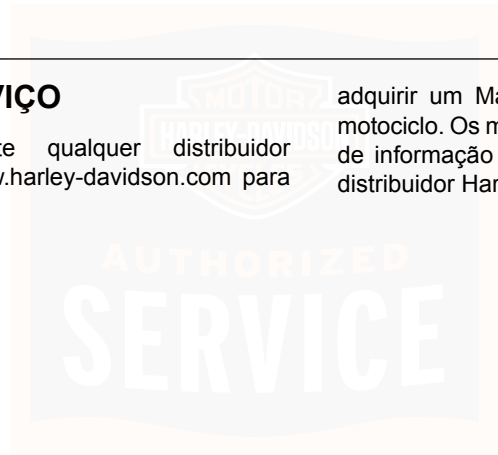 VIÇO
te qualquer distribuidor
w.harley-davidson.com para
adquirir um Ma
motociclo. Os m
de informação
distribuidor Har
MOTOR
HARLEY-DAVIDSON
AUTHORIZED
SERVICE